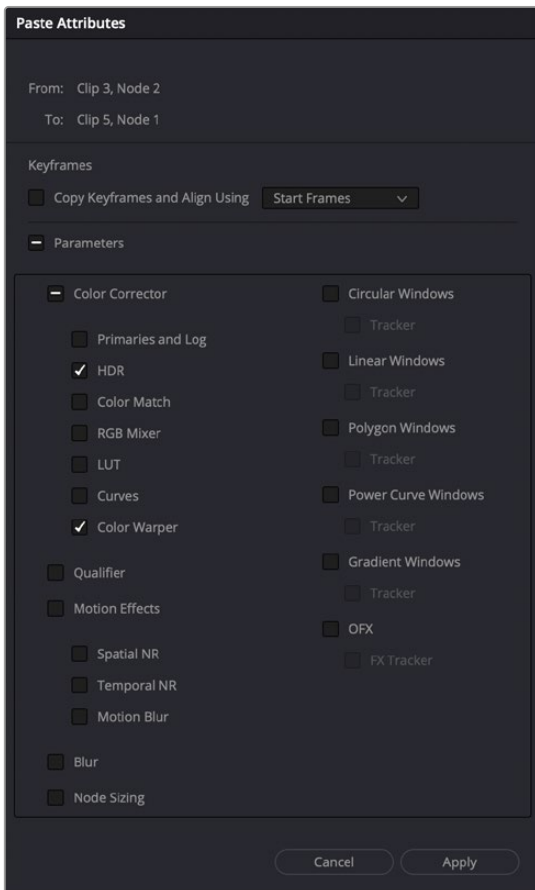 Paste Attributes
From: Clip 3, Node 2
To: Clip 5, Node 1
Keyframes
Copy Keyframes and Align Using Start Frames
Parameters
Color Corrector
Primaries and Log
HDR
Color Match
RGB Mixer
LUT
Curves
Color Warper
Qualifier
Motion Effects
Spatial NR
Temporal NR
Motion Blur
Blur
Node Sizing
Circular Windows
Tracker
Linear Windows
Tracker
Polygon Windows
Tracker
Power Curve Windows
Tracker
Gradient Windows
Tracker
OFX
FX Tracker
Cancel
Apply